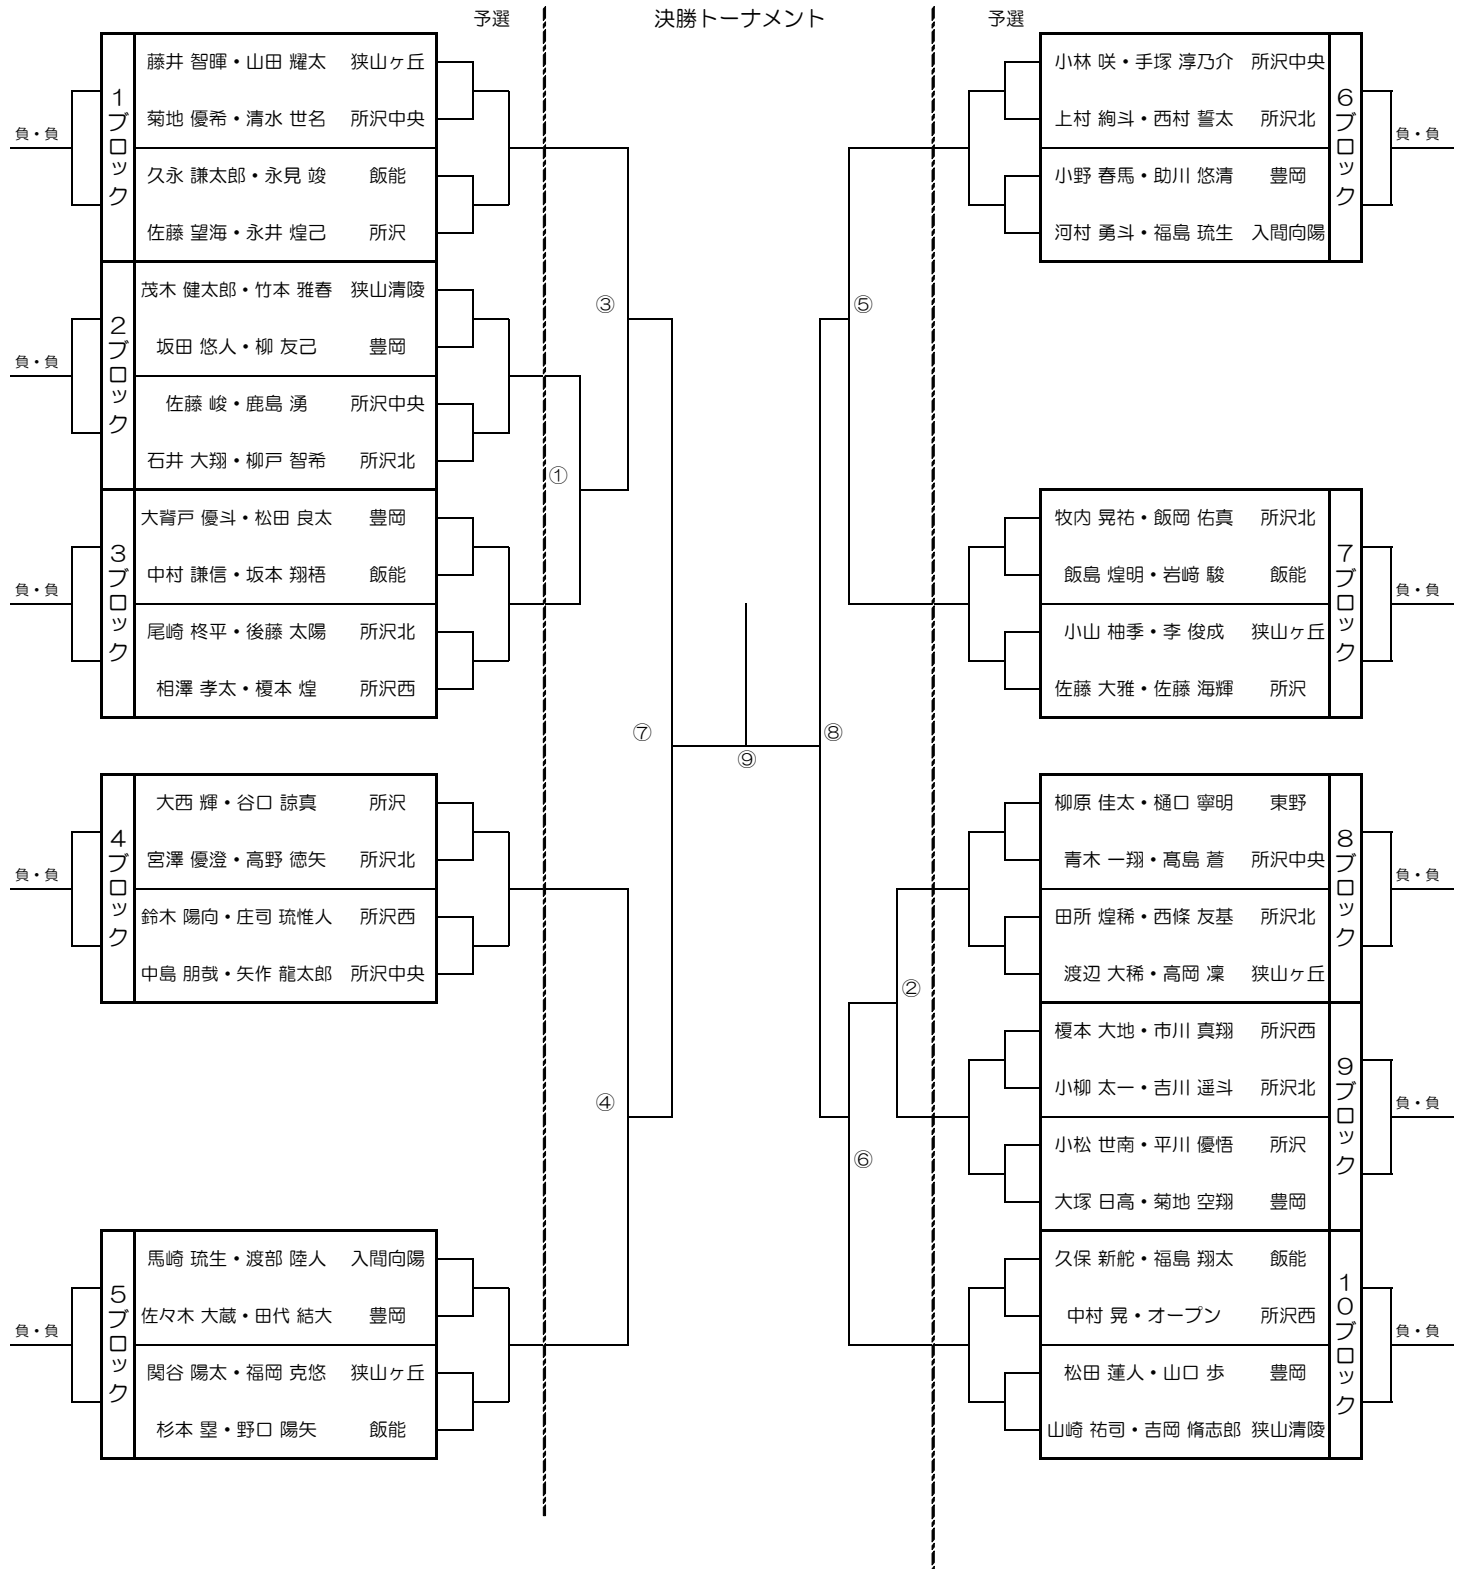 予選 決勝トーナメント 予選
1ブロック
藤井 智暉・山田 耀太 狭山ヶ丘
菊地 優希・清水 世名 所沢中央
負・負
久永 謙太郎・永見 竣 飯能
佐藤 望海・永井 煌己 所沢
2ブロック
茂木 健太郎・竹本 雅春 狭山清陵
坂田 悠人・柳 友己 豊岡
負・負
佐藤 峻・鹿島 湧 所沢中央
石井 大翔・柳戸 智希 所沢北
3ブロック
大脊戸 優斗・松田 良太 豊岡
中村 謙信・坂本 翔梧 飯能
負・負
尾崎 柊平・後藤 太陽 所沢北
相澤 孝太・榎本 煌 所沢西
4ブロック
大西 輝・谷口 諒真 所沢
宮澤 優澄・高野 徳矢 所沢北
負・負
鈴木 陽向・庄司 琉惟人 所沢西
中島 朋哉・矢作 龍太郎 所沢中央
5ブロック
馬崎 琉生・渡部 陸人 入間向陽
佐々木 大蔵・田代 結大 豊岡
負・負
関谷 陽太・福岡 克悠 狭山ヶ丘
杉本 塁・野口 陽矢 飯能
③
①
⑦
④
⑨
⑤
⑧
②
⑥
6ブロック
小林 咲・手塚 淳乃介 所沢中央
上村 絢斗・西村 誓太 所沢北
負・負
小野 春馬・助川 悠清 豊岡
河村 勇斗・福島 琉生 入間向陽
7ブロック
牧内 晃祐・飯岡 佑真 所沢北
飯島 煌明・岩﨑 駿 飯能
負・負
小山 柚季・李 俊成 狭山ヶ丘
佐藤 大雅・佐藤 海輝 所沢
8ブロック
柳原 佳太・樋口 寧明 東野
青木 一翔・髙島 蒼 所沢中央
負・負
田所 煌稀・西條 友基 所沢北
渡辺 大稀・高岡 凜 狭山ヶ丘
9ブロック
榎本 大地・市川 真翔 所沢西
小柳 太一・吉川 遥斗 所沢北
負・負
小松 世南・平川 優悟 所沢
大塚 日高・菊地 空翔 豊岡
10ブロック
久保 新舵・福島 翔太 飯能
中村 晃・オープン 所沢西
負・負
松田 蓮人・山口 歩 豊岡
山崎 祐司・吉岡 脩志郎 狭山清陵